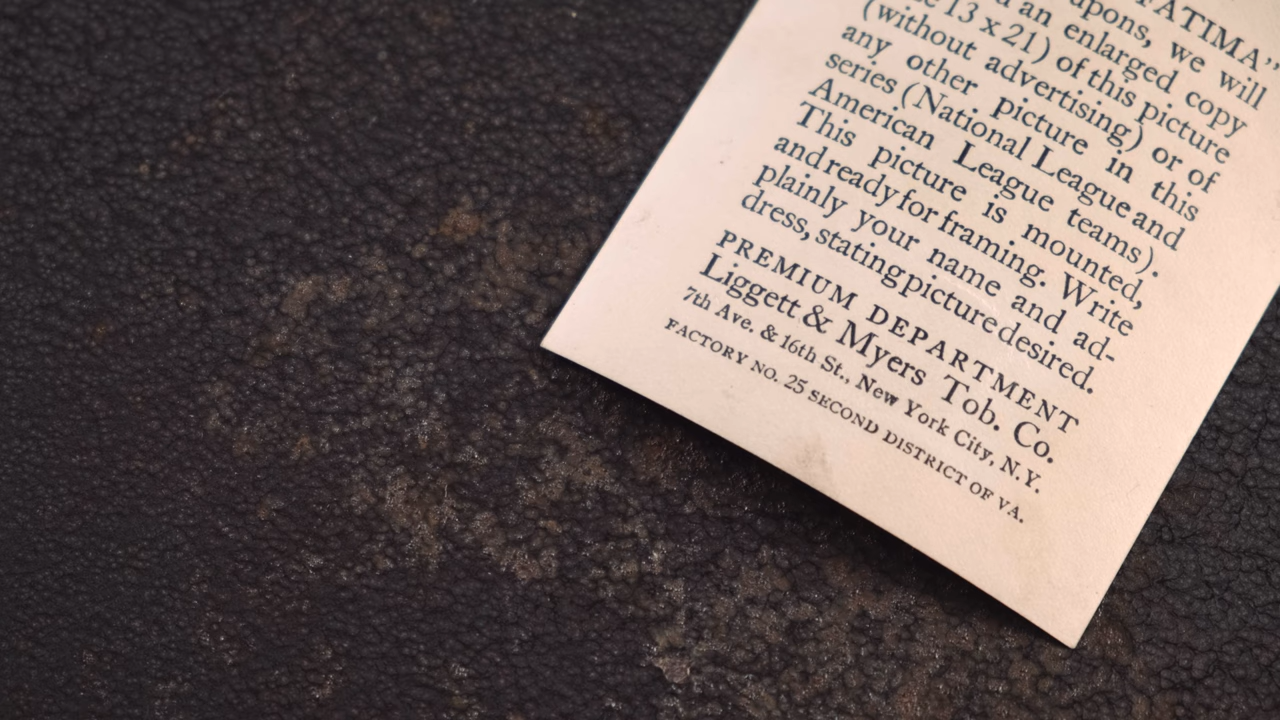 FATIMA"
upons, we will
an enlarged copy
13 x 21) of this picture
(without advertising) or of
any other picture in this
series (National League and
American League teams).
This picture is mounted,
and ready for framing. Write
plainly your name and ad-
dress, stating picture desired.
PREMIUM DEPARTMENT
Liggett & Myers Tob. Co.
7th Ave. & 16th St., New York City, N.Y.
FACTORY NO. 25 SECOND DISTRICT OF VA.